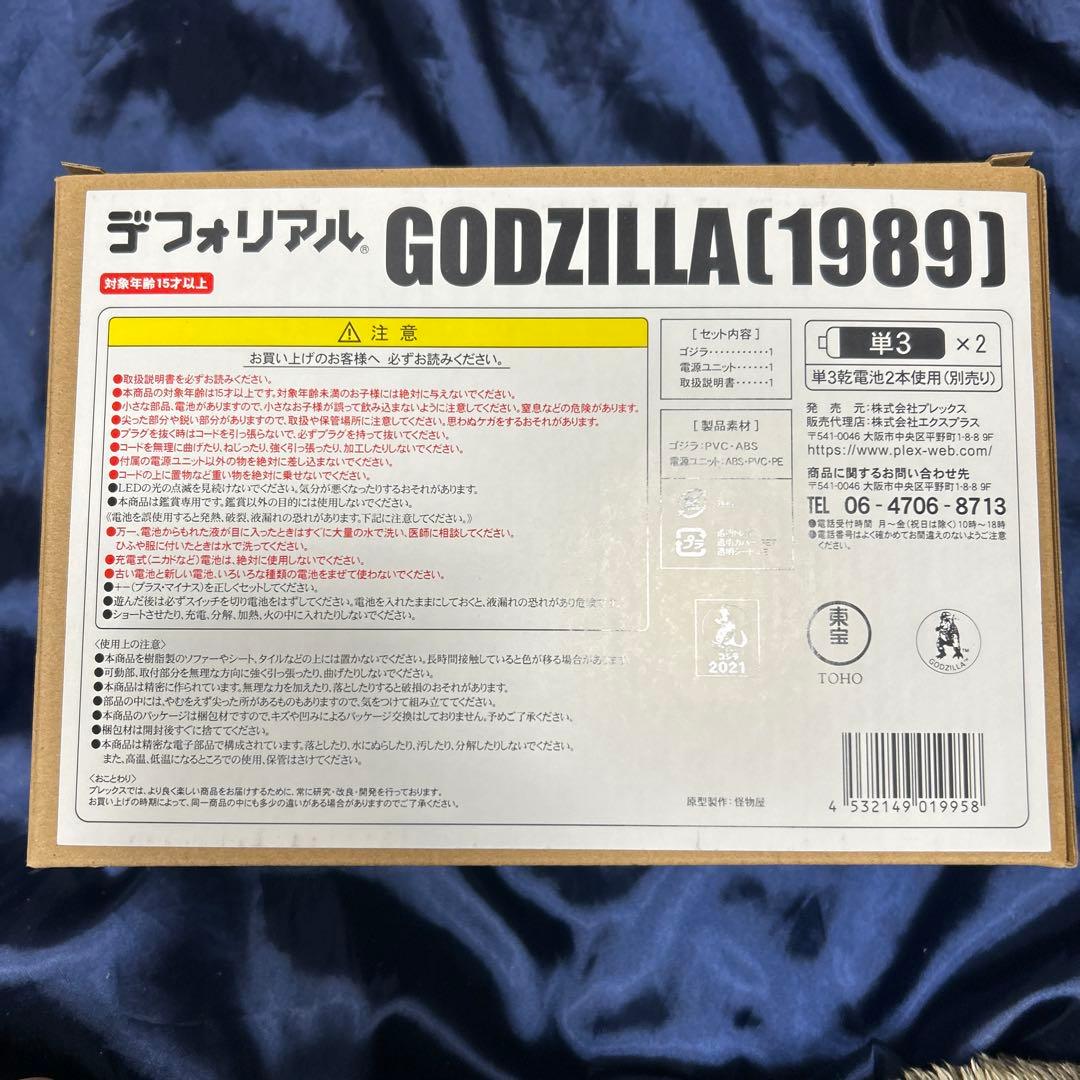 デフォリアル®
GODZILLA(1989)
対象年齢15才以上
注意
お買い上げのお客様へ 必ずお読みください。
●取扱説明書を必ずお読みください。
●本商品の対象年齢は15才以上です。対象年齢未満のお子様には絶対に与えないでください。
●小さな部品、電池がありますので、小さなお子様が誤って飲み込まないように注意してください。窒息などの危険があります。
●尖った部分や鋭い部分がありますので、取扱や保管場所に注意してください。思わぬケガをするおそれがあります。
●プラグを抜く時はコードを引っ張らないで、必ずプラグを持って抜いてください。
●コードを無理に曲げたり、ねじったり、強く引っ張ったり、加工したりしないでください。
●付属の電源ユニット以外の物を絶対に差し込まないでください。
●コードの上に置物など重い物を絶対に乗せないでください。
●LEDの光の点滅を見続けないでください。気分が悪くなったりするおそれがあります。
●本商品は鑑賞専用です。鑑賞以外の目的には使用しないでください。
《電池を誤使用すると発熱、破裂、液漏れの恐れがあります。下記に注意してください。》
●万一、電池からもれた液が目に入ったときはすぐに大量の水で洗い、医師に相談してください。
ひふや服に付いたときは水で洗ってください。
●充電式(ニカドなど)電池は、絶対に使用しないでください。
●古い電池と新しい電池、いろいろな種類の電池をまぜて使わないでください。
●+-(プラス・マイナス)を正しくセットしてください。
●遊んだ後は必ずスイッチを切り電池をはずしてください。電池を入れたままにしておくと、液漏れの恐れがあり危険です。
●ショートさせたり、充電、分解、加熱、火の中に入れたりしないでください。
〈使用上の注意〉
●本商品を樹脂製のソファーやシート、タイルなどの上には置かないでください。長時間接触していると色が移る場合があります。
●可動部、取付部分を無理な方向に強く引っ張ったり、曲げたりしないでください。
●本商品は精密に作られています。無理な力を加えたり、落としたりすると破損のおそれがあります。
●部品の中には、やむをえず尖った所があるものもありますので、気をつけて組み立ててください。
●本商品のパッケージは梱包材ですので、キズや凹みによるパッケージ交換はしておりません。予めご了承ください。
●梱包材は開封後すぐに捨ててください。
●本商品は精密な電子部品で構成されています。落としたり、水にぬらしたり、汚したり、分解したりしないでください。
また、高温、低温になるところでの使用、保管はさけてください。
〈おことわり〉
プレックスでは、より良く楽しい商品をお届けするために、常に研究・改良・開発を行っております。
お買い上げの時期によって、同一商品の中にも多少の違いがある場合がありますのでご了承ください。
[セット内容]
ゴジラ・・・・・・・・・・・1
電源ユニット・・・・・・1
取扱説明書・・・・・・1
[製品素材]
ゴジラ:PVC・ABS
電源ユニット:ABS・PVC・PE
プラ
ゴジラ
2021
原型製作:怪物屋
単3 ×2
単3乾電池2本使用(別売り)
発 売 元:株式会社プレックス
販売代理店:株式会社エクスプラス
〒541-0046 大阪市中央区平野町1-8-8 9F
https://www.plex-web.com/
商品に関するお問い合わせ先
〒541-0046 大阪市中央区平野町1-8-8 9F
TEL 06-4706-8713
●電話受付時間 月～金(祝日は除く)10時～18時
●電話番号はよく確かめてお間違えのないようご注意ください。
東宝
TOHO
GODZILLA™
4 532149 019958